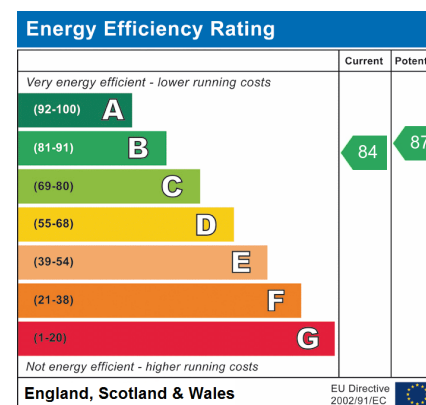 Energy Efficiency Rating
Current Potent
Very energy efficient - lower running costs
(92-100) A
(81-91) B
84 87
(69-80) C
(55-68) D
(39-54) E
(21-38) F
(1-20) G
Not energy efficient - higher running costs
England, Scotland & Wales
EU Directive
2002/91/EC